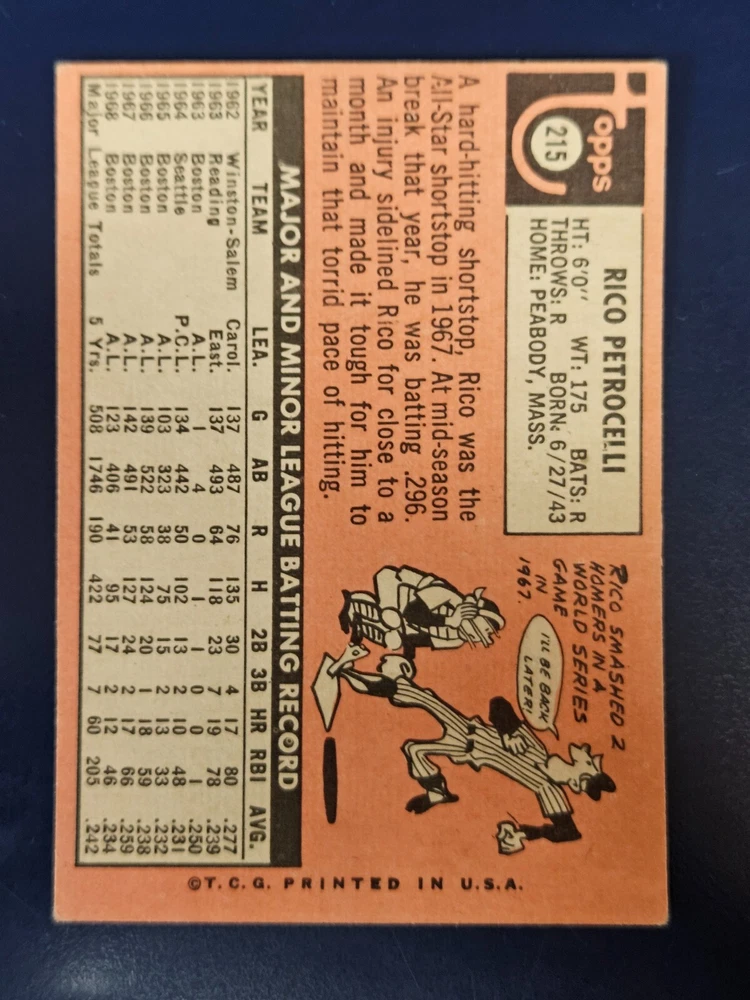 Topps
215
RICO PETROCELLI
HT: 6'0" WT: 175 BATS: R
THROWS: R BORN: 6/27/43
HOME: PEABODY, MASS.
A hard-hitting shortstop, Rico was the
All-Star shortstop in 1967. At mid-season
break that year, he was batting .296.
An injury sidelined Rico for close to a
month and made it tough for him to
maintain that torrid pace of hitting.
RICO SMASHED 2
HOMERS IN A
WORLD SERIES
GAME
IN
1967.
I'LL BE BACK
LATER!
MAJOR AND MINOR LEAGUE BATTING RECORD
YEAR TEAM LEA. G AB R H 2B 3B HR RBI AVG.
1962 Winston-Salem Carol. 137 487 76 135 30 4 17 80 .277
1963 Reading East. 137 493 64 118 23 7 19 78 .239
1963 Boston A.L. 1 4 0 1 1 0 0 1 .250
1964 Seattle P.C.L. 134 442 50 102 13 2 10 48 .231
1965 Boston A.L. 103 323 38 75 15 2 13 33 .232
1966 Boston A.L. 139 522 58 124 20 1 18 59 .238
1967 Boston A.L. 142 491 53 127 24 2 17 66 .259
1968 Boston A.L. 123 406 41 95 17 2 12 46 .234
Major League Totals 5 Yrs. 508 1746 190 422 77 7 60 205 .242
©T.C.G. PRINTED IN U.S.A.